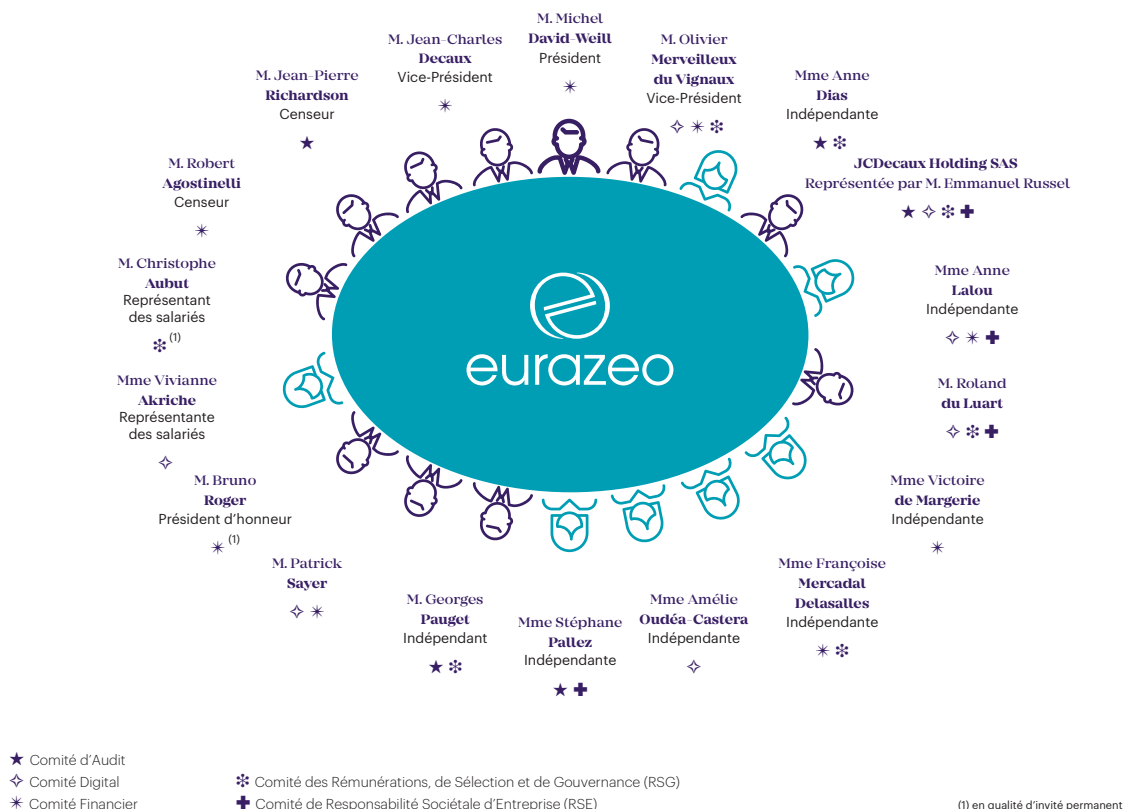 M. Michel
David-Weill
Président
✴
M. Jean-Charles
Decaux
Vice-Président
✴
M. Olivier
Merveilleux
du Vignaux
Vice-Président
✧ ✴ ❇
M. Jean-Pierre
Richardson
Censeur
★
Mme Anne
Dias
Indépendante
★ ❇
M. Robert
Agostinelli
Censeur
✴
JCDecaux Holding SAS
Représentée par M. Emmanuel Russel
★ ✧ ❇ ✚
M. Christophe
Aubut
Représentant
des salariés
❇ (1)
Mme Anne
Lalou
Indépendante
✧ ✴ ✚
eurazeo
Mme Vivianne
Akriche
Représentante
des salariés
✧
M. Roland
du Luart
✧ ❇ ✚
M. Bruno
Roger
Président d'honneur
✴ (1)
Mme Victoire
de Margerie
Indépendante
✴
M. Patrick
Sayer
✧ ✴
Mme Françoise
Mercadal
Delasalles
Indépendante
✴ ❇
M. Georges
Pauget
Indépendant
★ ❇
Mme Stéphane
Pallez
Indépendante
★ ✚
Mme Amélie
Oudéa-Castera
Indépendante
✧
★ Comité d'Audit
✧ Comité Digital
✴ Comité Financier
❇ Comité des Rémunérations, de Sélection et de Gouvernance (RSG)
✚ Comité de Responsabilité Sociétale d'Entreprise (RSE)
(1) en qualité d'invité permanent